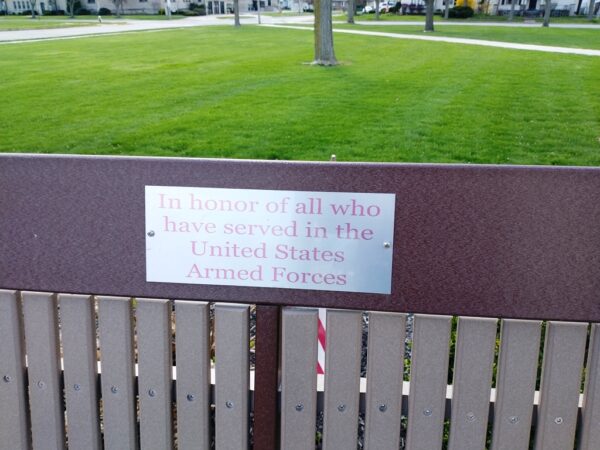 In honor of all who
have served in the
United States
Armed Forces